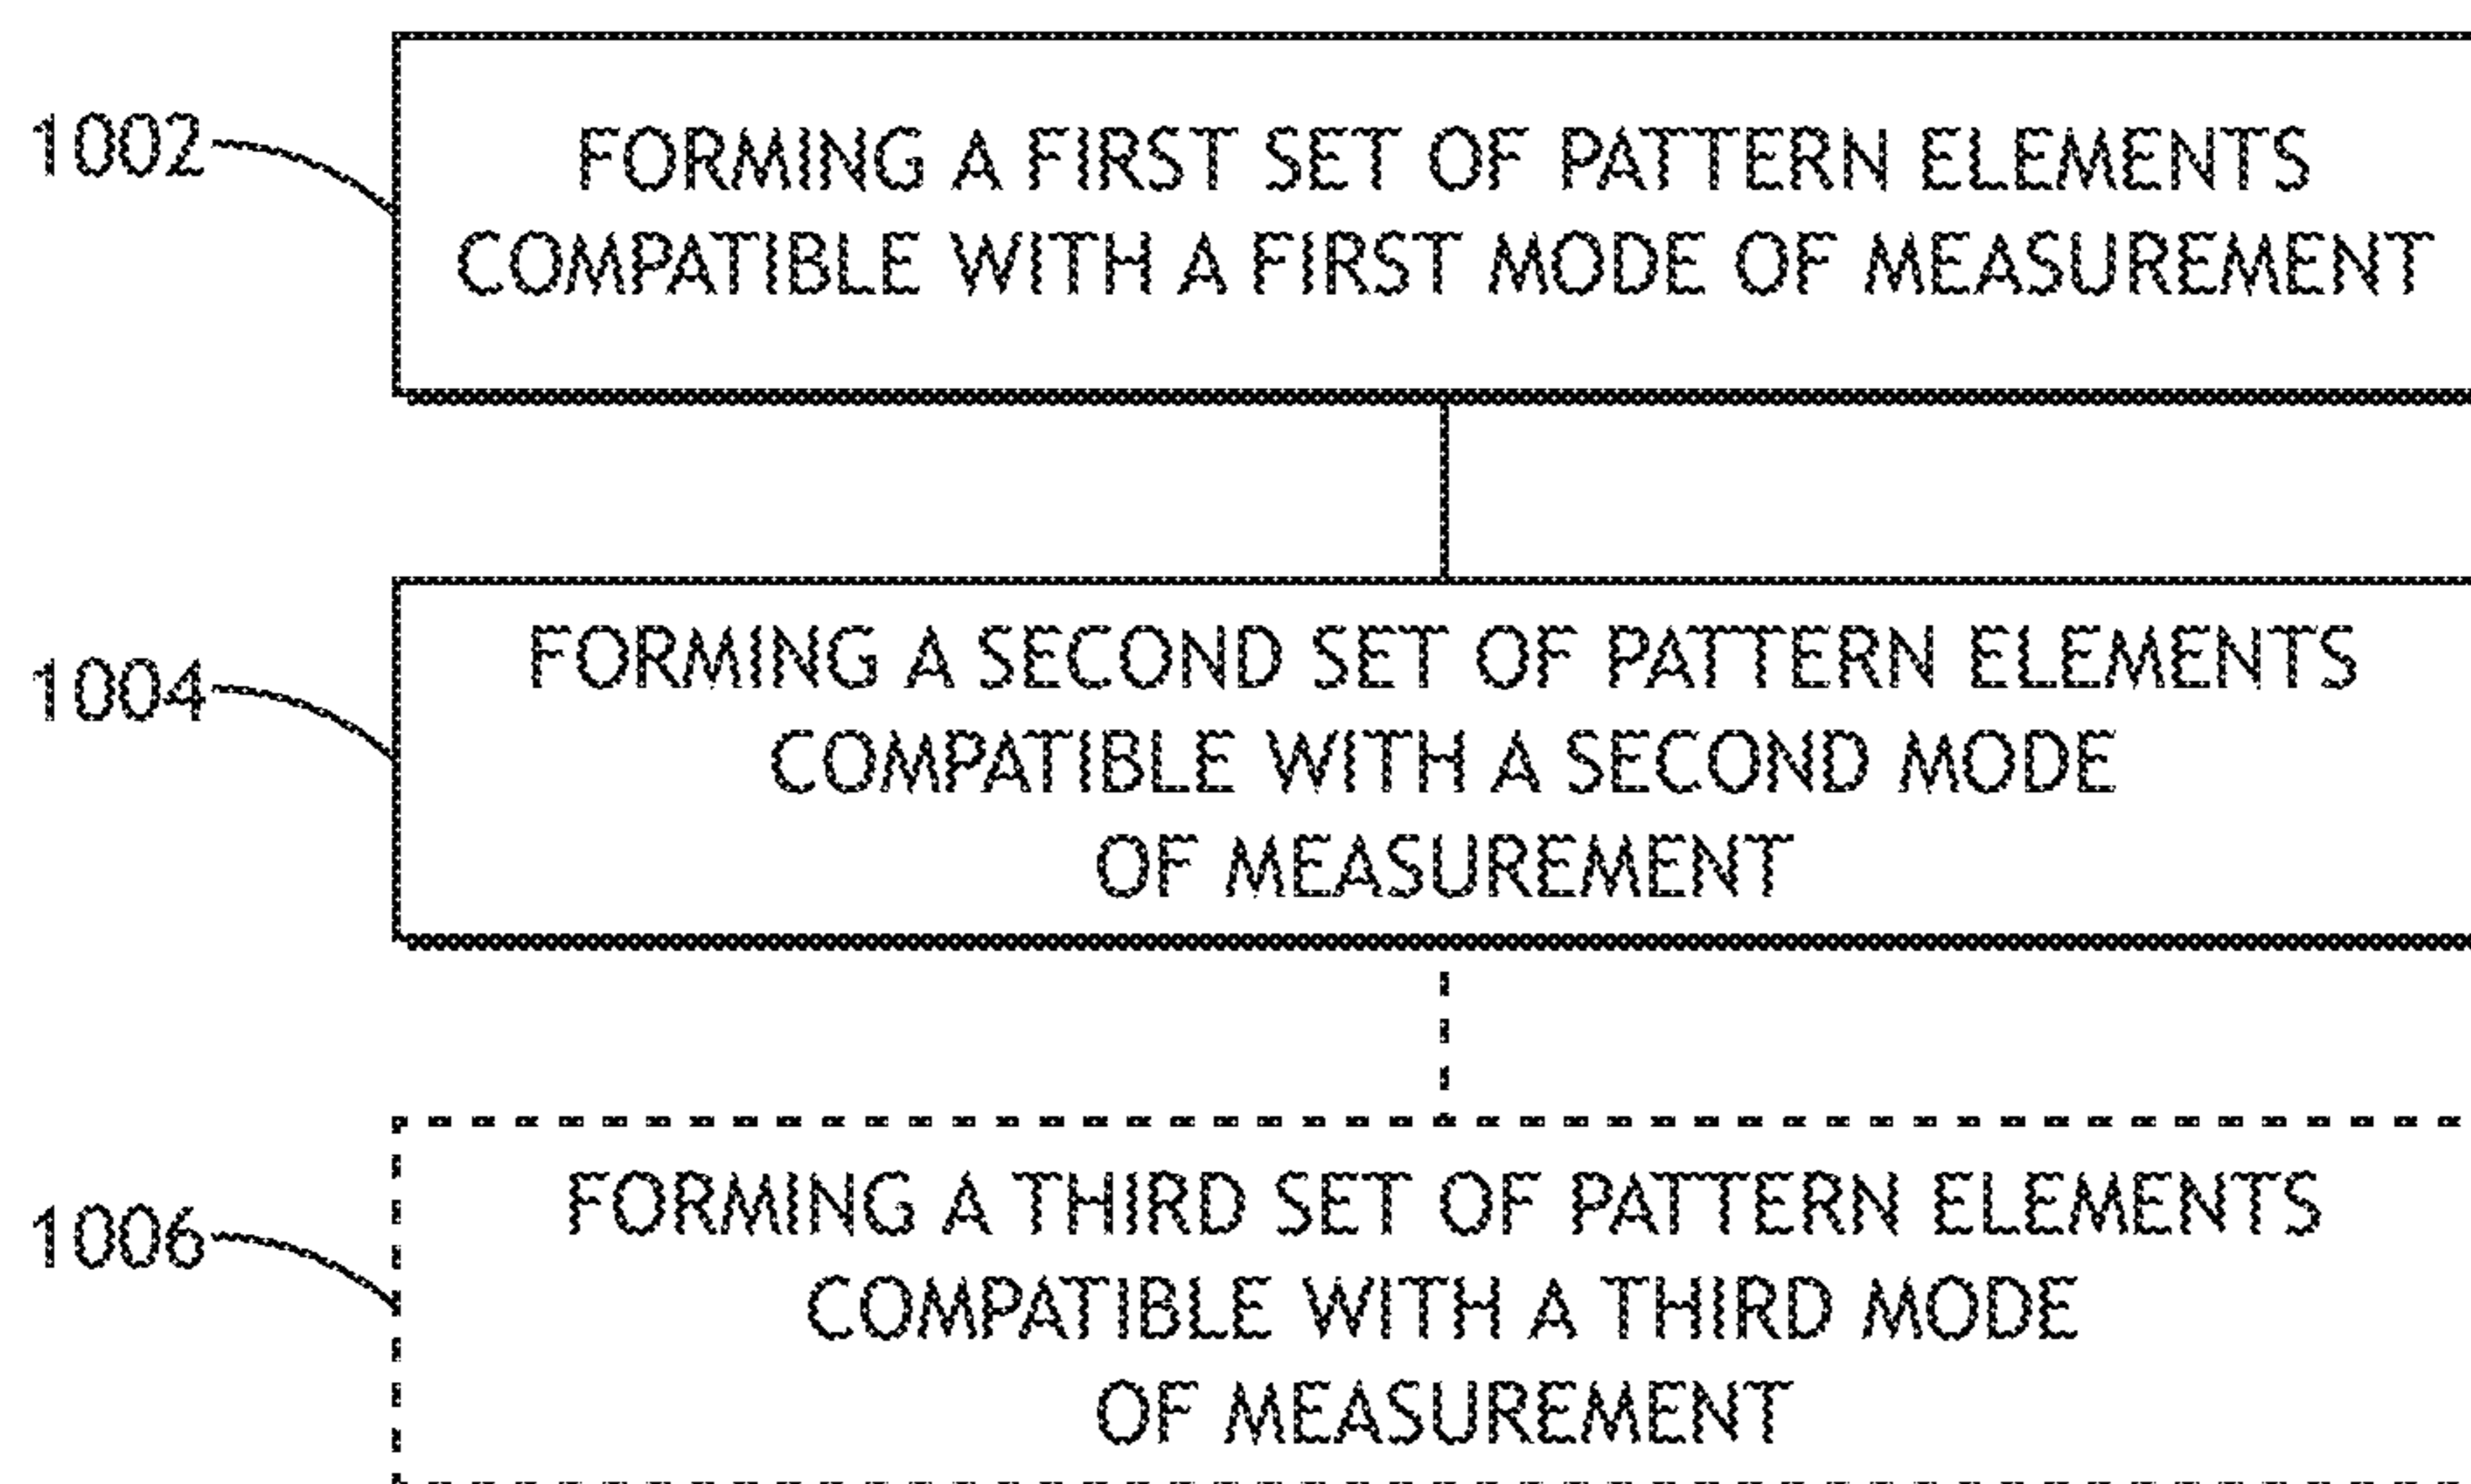 1002
FORMING A FIRST SET OF PATTERN ELEMENTS
COMPATIBLE WITH A FIRST MODE OF MEASUREMENT
1004
FORMING A SECOND SET OF PATTERN ELEMENTS
COMPATIBLE WITH A SECOND MODE
OF MEASUREMENT
1006
FORMING A THIRD SET OF PATTERN ELEMENTS
COMPATIBLE WITH A THIRD MODE
OF MEASUREMENT